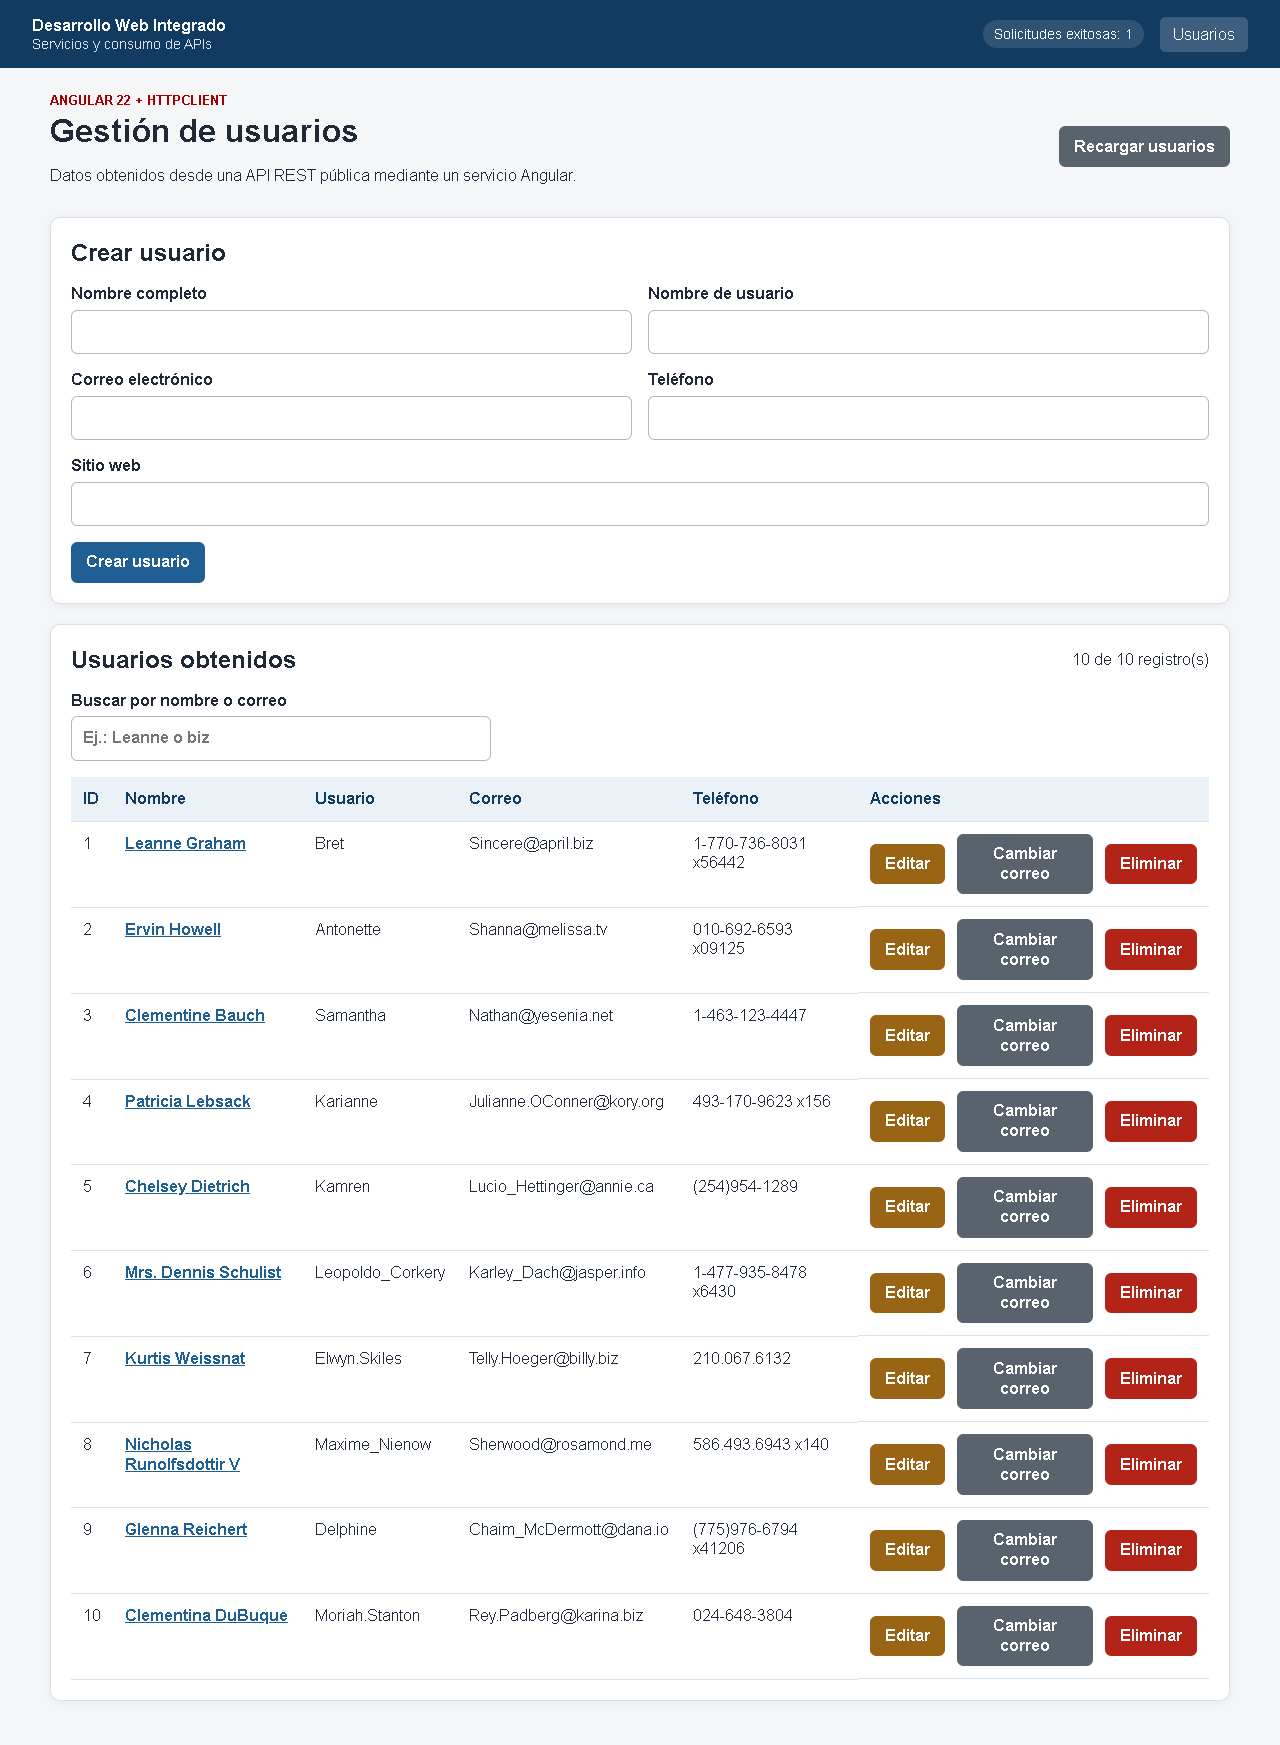 Desarrollo Web Integrado
Servicios y consumo de APIs
Solicitudes exitosas: 1
Usuarios
ANGULAR 22 + HTTPCLIENT
Gestión de usuarios
Recargar usuarios
Datos obtenidos desde una API REST pública mediante un servicio Angular.
Crear usuario
Nombre completo
Nombre de usuario
Correo electrónico
Teléfono
Sitio web
Crear usuario
Usuarios obtenidos
10 de 10 registro(s)
Buscar por nombre o correo
Ej.: Leanne o biz
ID Nombre Usuario Correo Teléfono Acciones
1 Leanne Graham Bret Sincere@april.biz 1-770-736-8031
x56442
Editar Cambiar
correo Eliminar
2 Ervin Howell Antonette Shanna@melissa.tv 010-692-6593
x09125
Editar Cambiar
correo Eliminar
3 Clementine Bauch Samantha Nathan@yesenia.net 1-463-123-4447
Editar Cambiar
correo Eliminar
4 Patricia Lebsack Karianne Julianne.OConner@kory.org 493-170-9623 x156
Editar Cambiar
correo Eliminar
5 Chelsey Dietrich Kamren Lucio_Hettinger@annie.ca (254)954-1289
Editar Cambiar
correo Eliminar
6 Mrs. Dennis Schulist Leopoldo_Corkery Karley_Dach@jasper.info 1-477-935-8478
x6430
Editar Cambiar
correo Eliminar
7 Kurtis Weissnat Elwyn.Skiles Telly.Hoeger@billy.biz 210.067.6132
Editar Cambiar
correo Eliminar
8 Nicholas
Runolfsdottir V Maxime_Nienow Sherwood@rosamond.me 586.493.6943 x140
Editar Cambiar
correo Eliminar
9 Glenna Reichert Delphine Chaim_McDermott@dana.io (775)976-6794
x41206
Editar Cambiar
correo Eliminar
10 Clementina DuBuque Moriah.Stanton Rey.Padberg@karina.biz 024-648-3804
Editar Cambiar
correo Eliminar